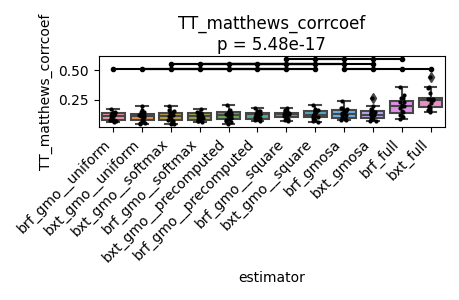 TT_matthews_corrcoef
p = 5.48e-17
TT_matthews_corrcoef
0.50
0.25
brf_gmo__uniform
bxt_gmo__uniform
bxt_gmo__softmax
brf_gmo__softmax
bxt_gmo__precomputed
brf_gmo__precomputed
brf_gmo__square
bxt_gmo__square
brf_gmosa
bxt_gmosa
brf_full
bxt_full
estimator